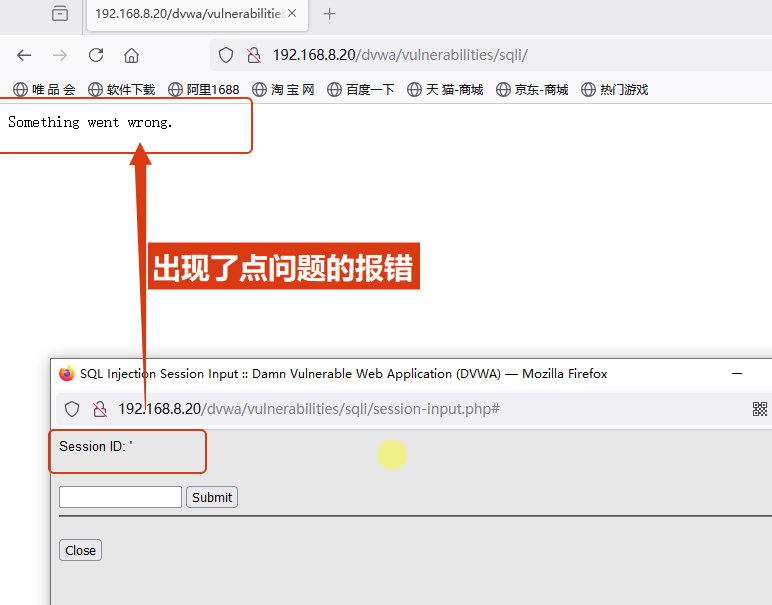 192.168.8.20/dvwa/vulnerabilitie
192.168.8.20/dvwa/vulnerabilities/sqli/
唯 品 会 软件下载 阿里1688 淘 宝 网 百度一下 天 猫-商城 京东-商城 热门游戏
Something went wrong.
出现了点问题的报错
SQL Injection Session Input :: Damn Vulnerable Web Application (DVWA) — Mozilla Firefox
192.168.8.20/dvwa/vulnerabilities/sqli/session-input.php#
Session ID: '
Submit
Close